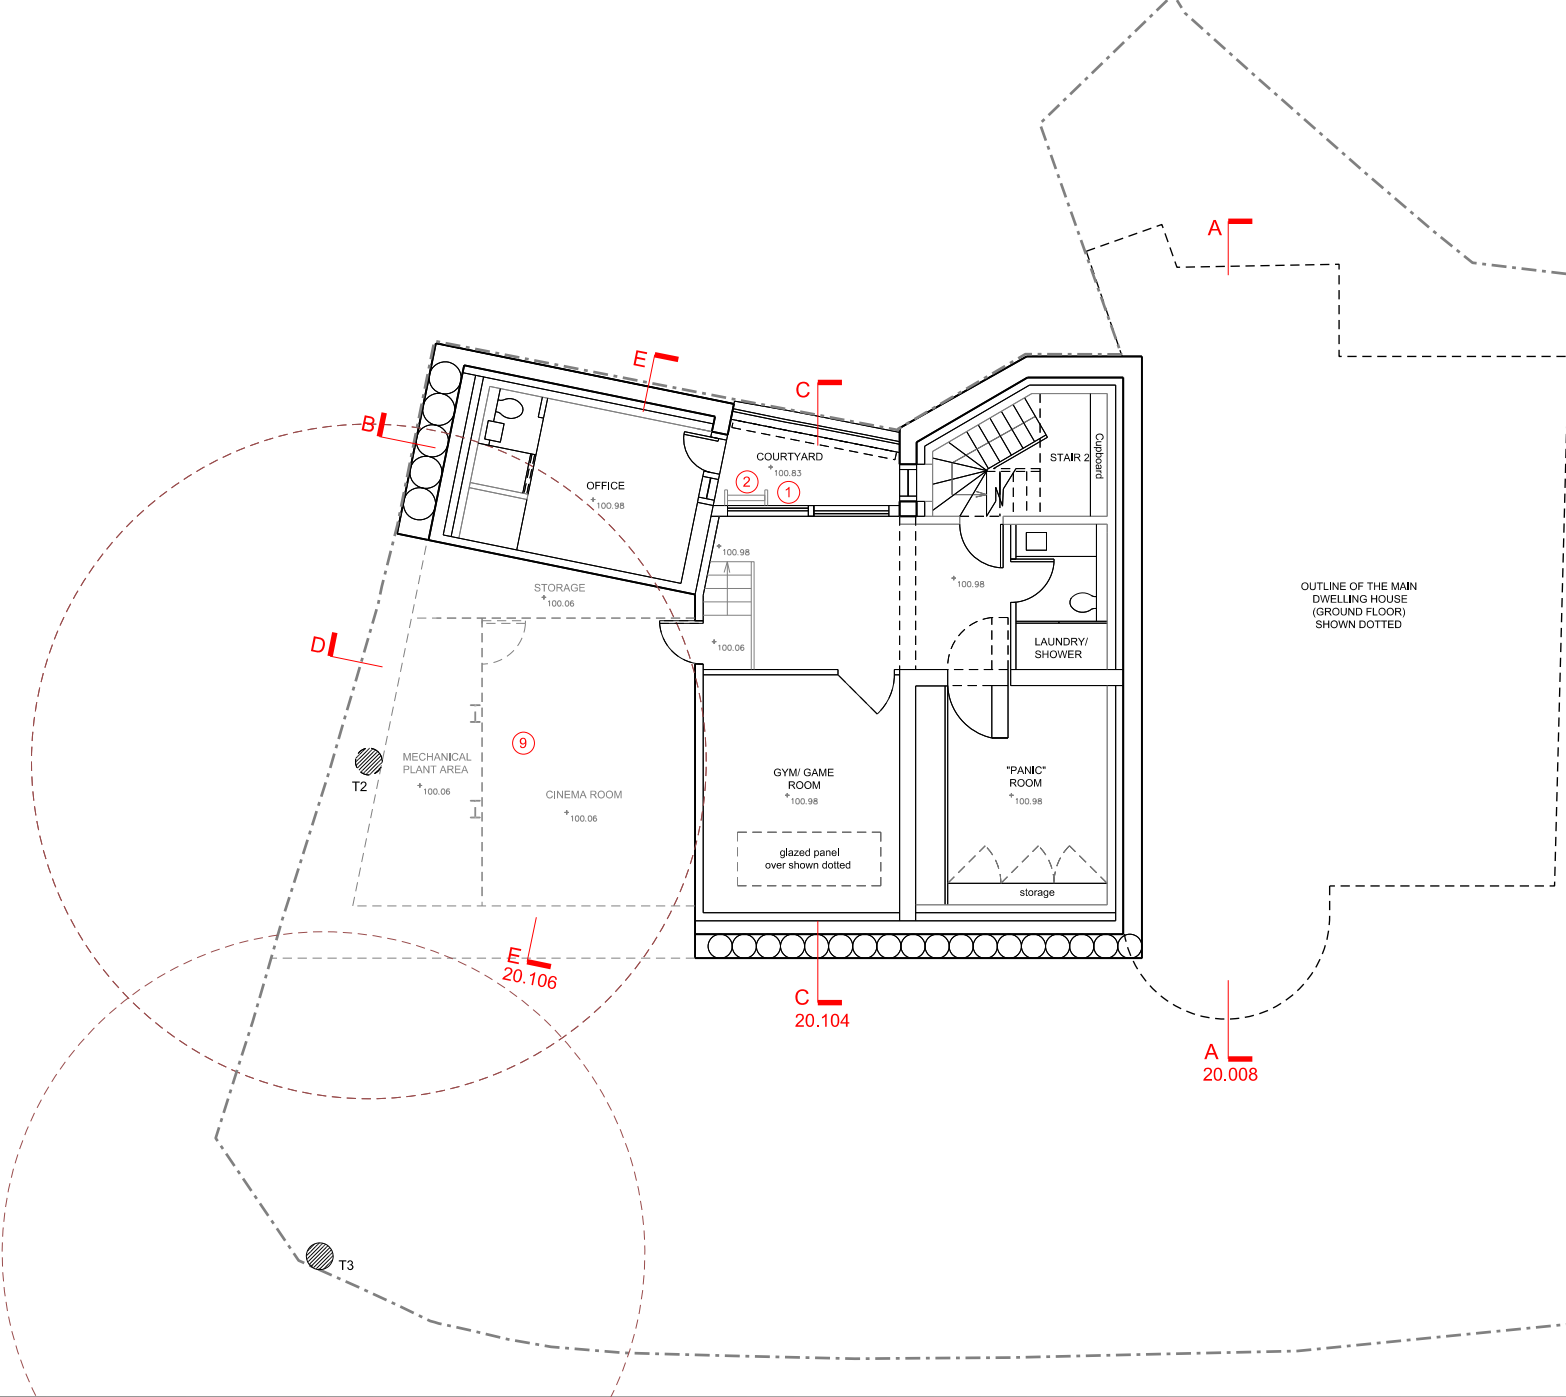 A
E
C
B
COURTYARD
100.83
STAIR 2
Cupboard
OFFICE
100.98
2
1
100.98
100.98
STORAGE
100.06
OUTLINE OF THE MAIN
DWELLING HOUSE
(GROUND FLOOR)
SHOWN DOTTED
D
100.06
LAUNDRY/
SHOWER
9
MECHANICAL
PLANT AREA
100.06
T2
CINEMA ROOM
100.06
GYM/ GAME
ROOM
100.98
"PANIC"
ROOM
100.98
glazed panel
over shown dotted
storage
E
20.106
C
20.104
A
20.008
T3